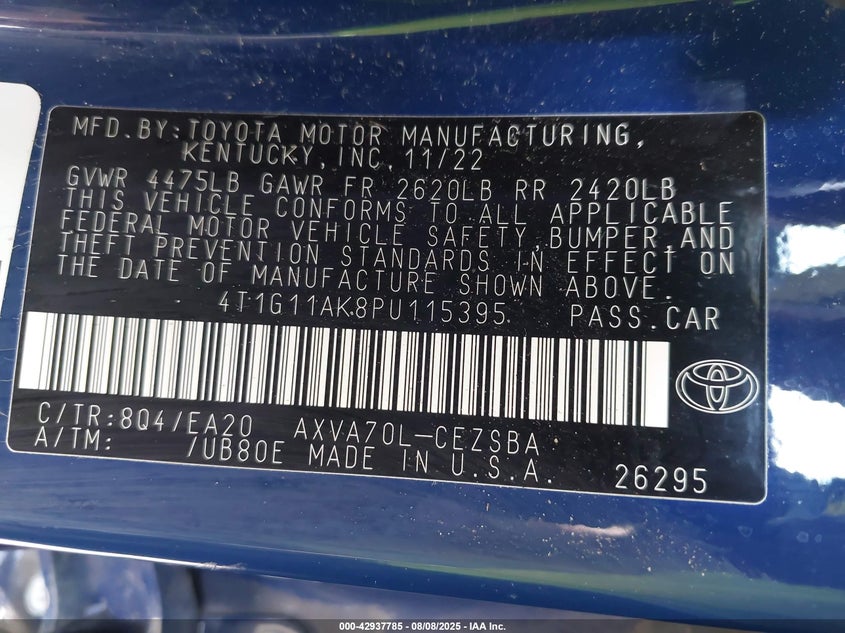 MFD.BY:TOYOTA MOTOR MANUFACTURING,
KENTUCKY,INC. 11/22
GVWR 4475LB GAWR FR 2620LB RR 2420LB
THIS VEHICLE CONFORMS TO ALL APPLICABLE
FEDERAL MOTOR VEHICLE SAFETY,BUMPER,AND
THEFT PREVENTION STANDARDS IN EFFECT ON
THE DATE OF MANUFACTURE SHOWN ABOVE.
4T1G11AK8PU115395 PASS.CAR
C/TR:8Q4/EA20 AXVA70L-CEZSBA
A/TM: /UB80E MADE IN U.S.A. 26295
000-42937785 - 08/08/2025 - IAA Inc.